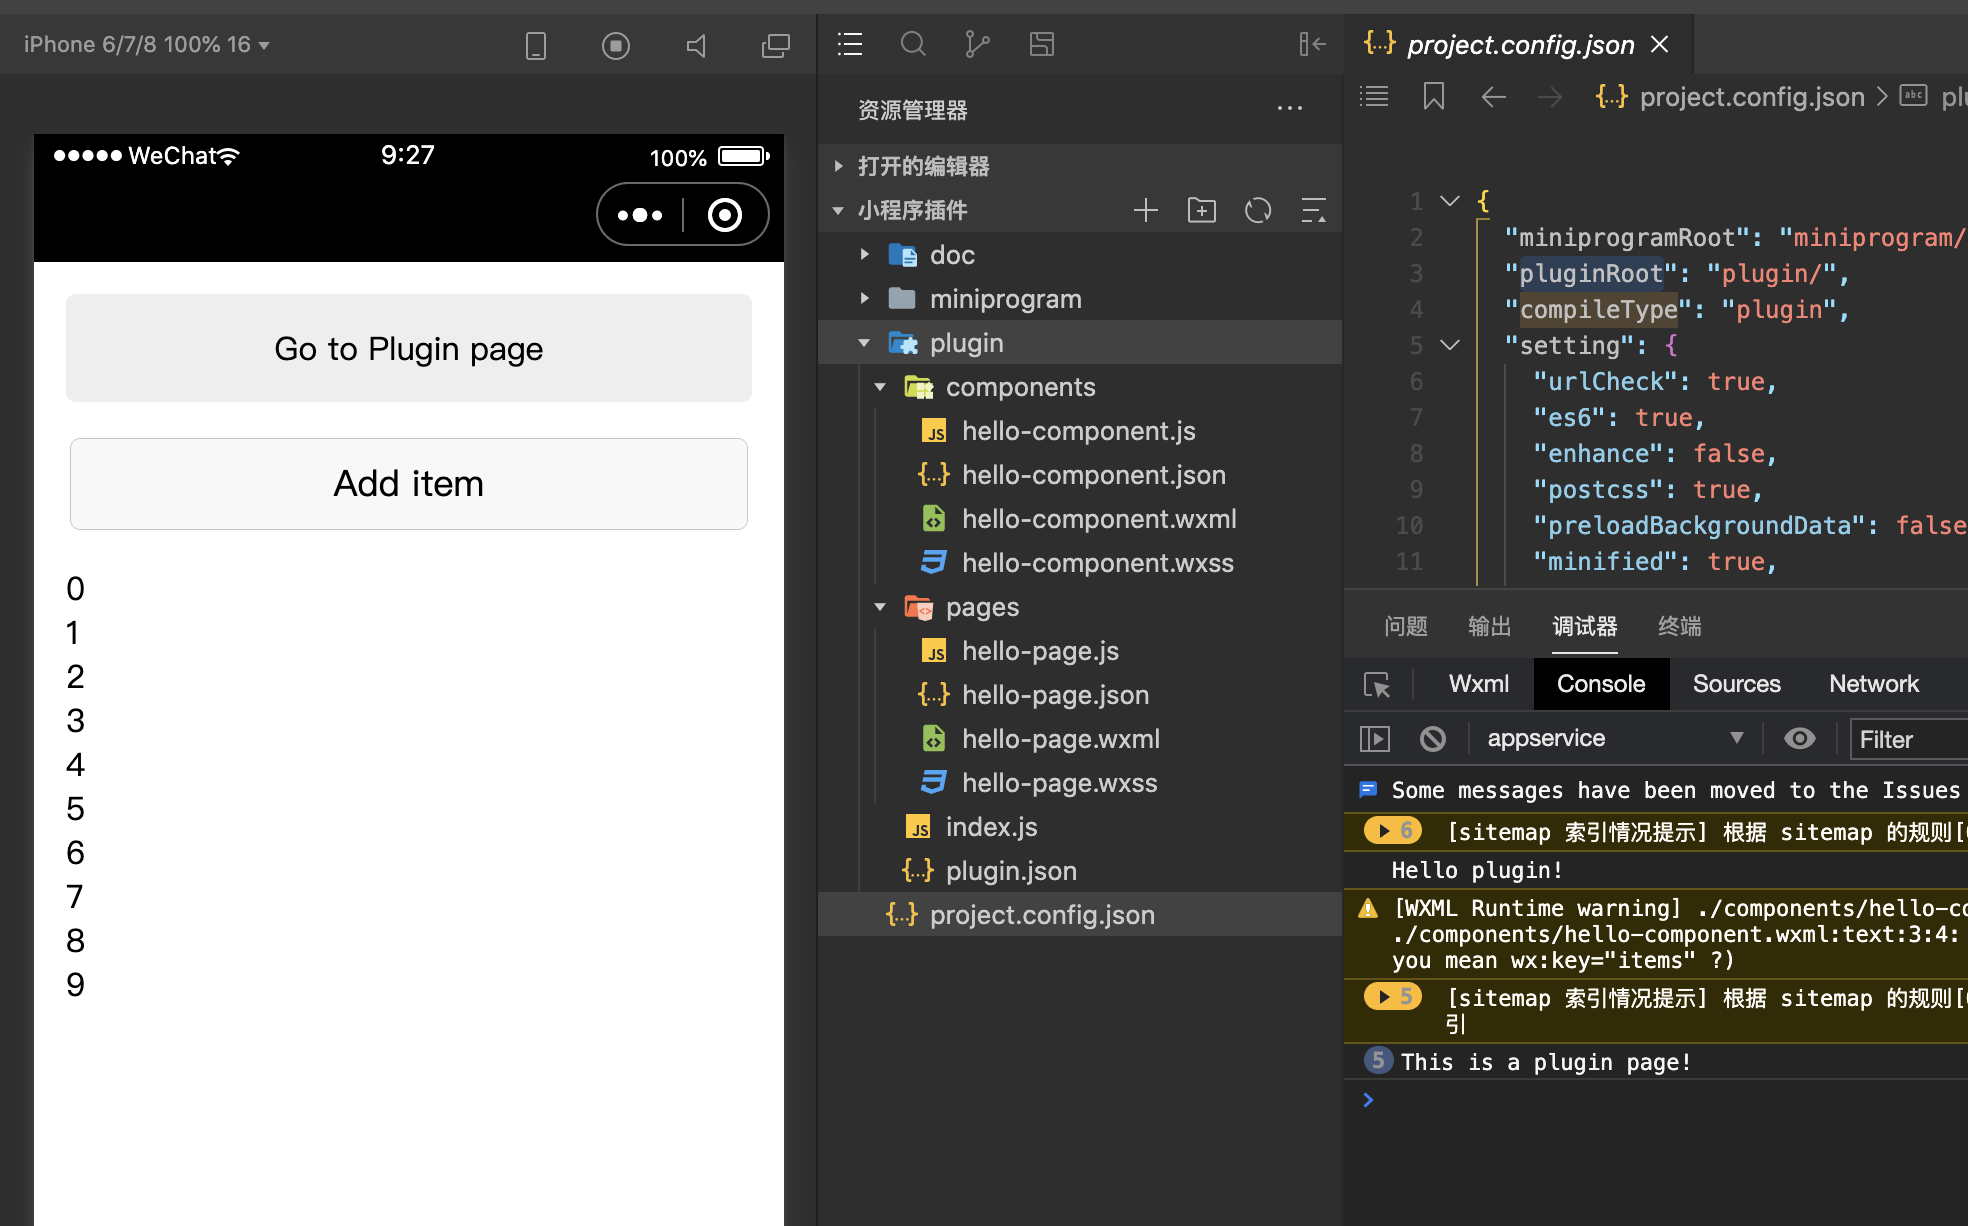 iPhone 6/7/8 100% 16
WeChat
9:27
100%
Go to Plugin page
Add item
0
1
2
3
4
5
6
7
8
9
资源管理器
打开的编辑器
小程序插件
doc
miniprogram
plugin
components
hello-component.js
hello-component.json
hello-component.wxml
hello-component.wxss
pages
hello-page.js
hello-page.json
hello-page.wxml
hello-page.wxss
index.js
plugin.json
project.config.json
{..} project.config.json
{..} project.config.json > abc
1 {
2 "miniprogramRoot": "miniprogram/
3 "pluginRoot": "plugin/",
4 "compileType": "plugin",
5 "setting": {
6 "urlCheck": true,
7 "es6": true,
8 "enhance": false,
9 "postcss": true,
10 "preloadBackgroundData": false
11 "minified": true,
问题 输出 调试器 终端
Wxml Console Sources Network
appservice Filter
Some messages have been moved to the Issues
6 [sitemap 索引情况提示] 根据 sitemap 的规则[
Hello plugin!
[WXML Runtime warning] ./components/hello-co
./components/hello-component.wxml:text:3:4:
you mean wx:key="items" ?)
5 [sitemap 索引情况提示] 根据 sitemap 的规则[
引
5 This is a plugin page!